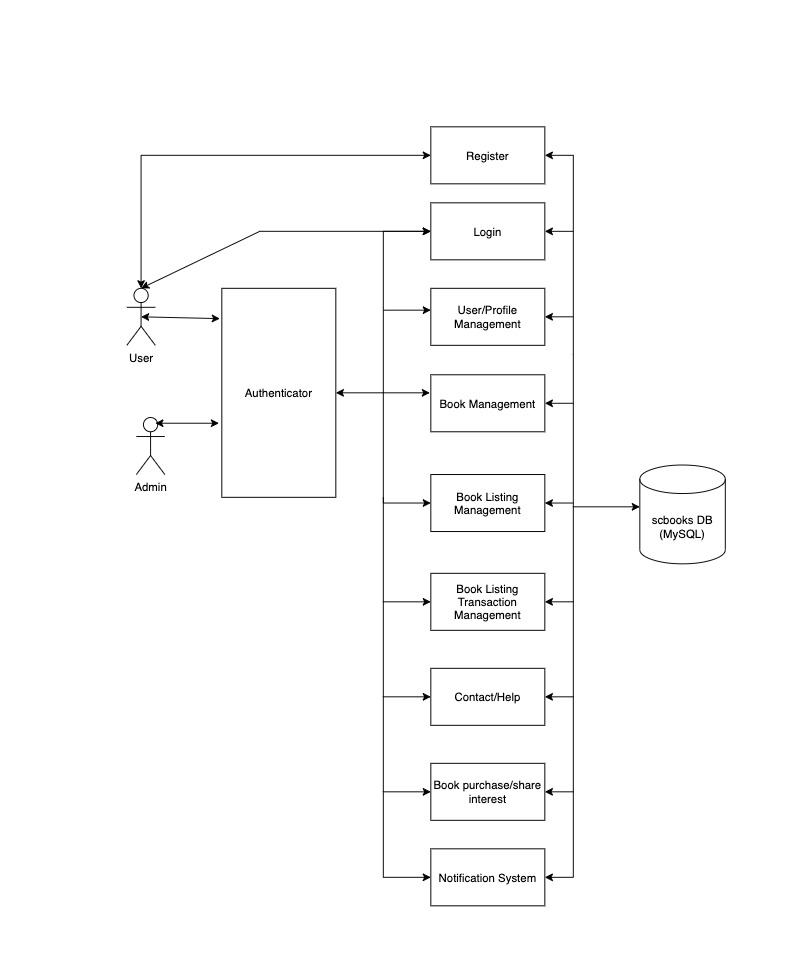 Register
Login
User/Profile
Management
User
Authenticator
Book Management
Admin
Book Listing
Management
scbooks DB
(MySQL)
Book Listing
Transaction
Management
Contact/Help
Book purchase/share
interest
Notification System